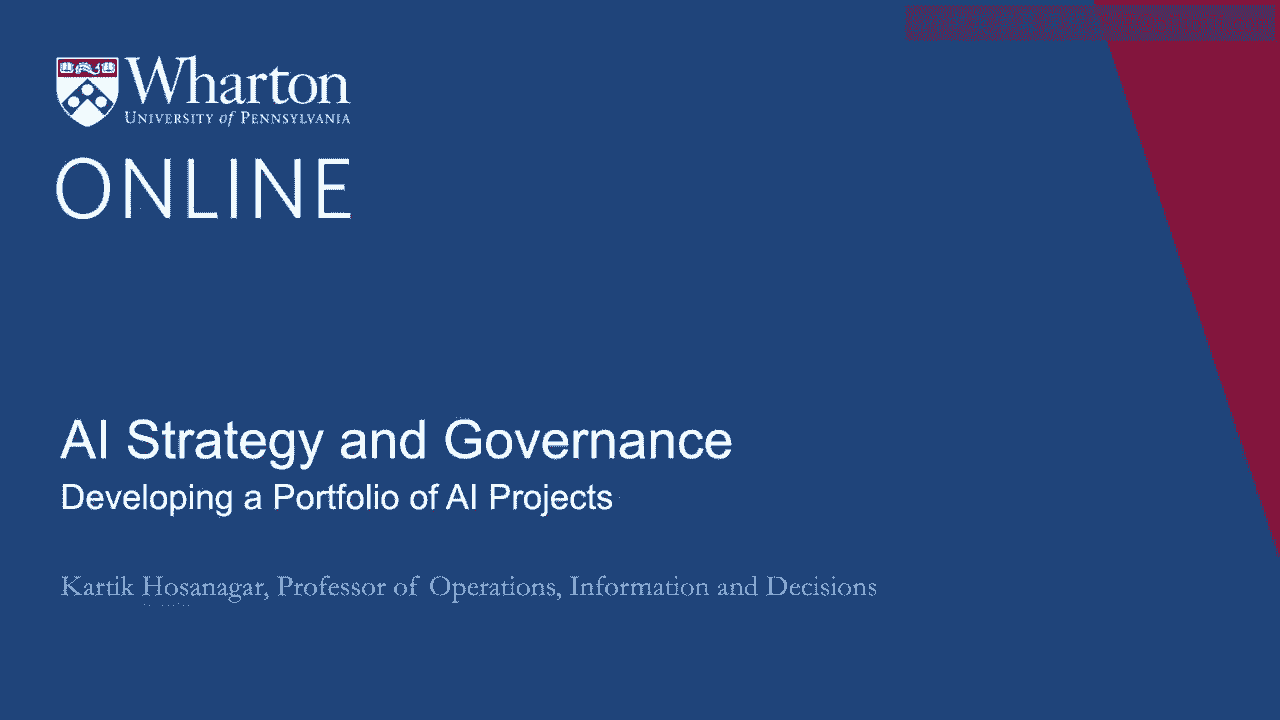 Wharton
UNIVERSITY of PENNSYLVANIA
ONLINE
AI Strategy and Governance
Developing a Portfolio of AI Projects
Kartik Hosanagar, Professor of Operations, Information and Decisions